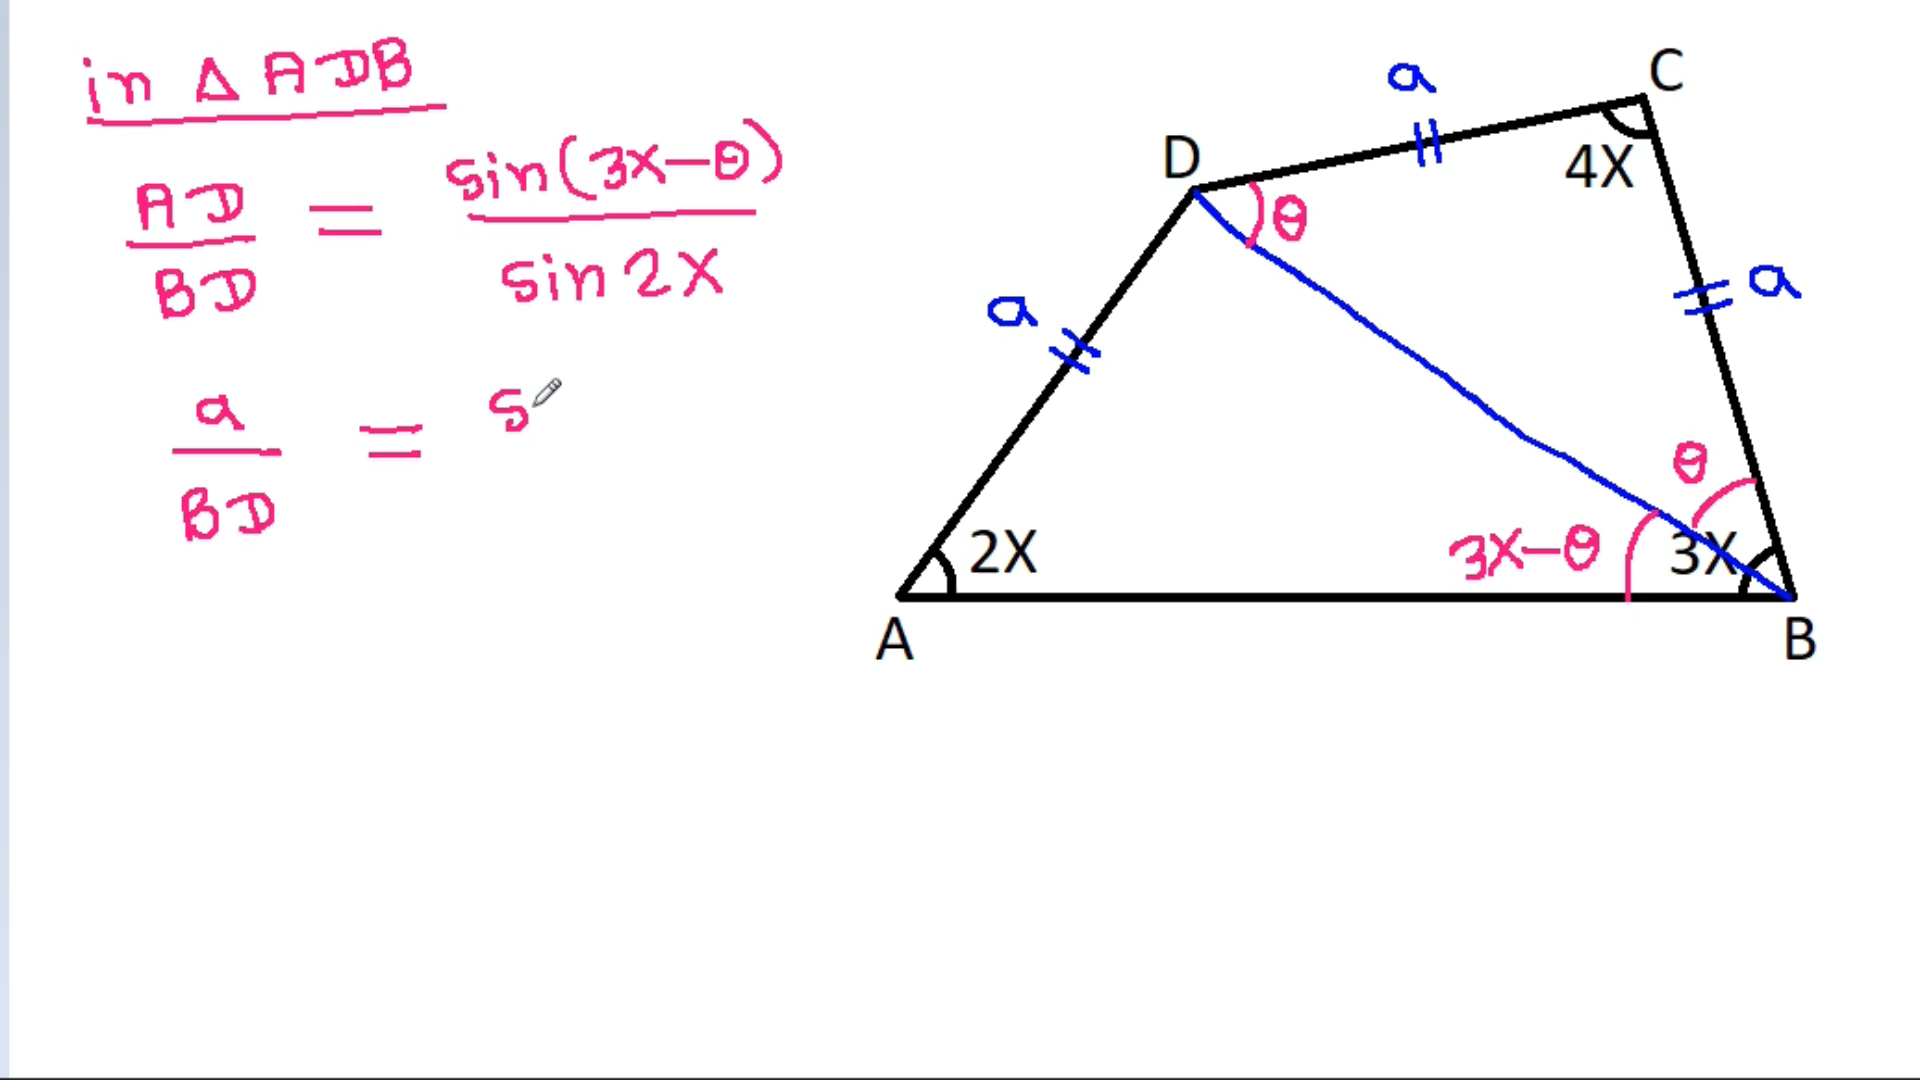 in Δ ADB
AD/BD = sin(3X-θ)/sin 2X
a/BD = s
C
a
D
4X
θ
a
a
θ
2X
3X-θ
3X
A
B